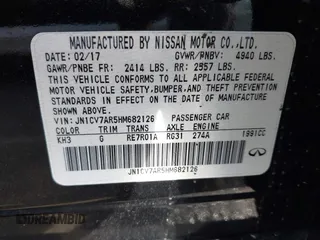 MANUFACTURED BY NISSAN MOTOR CO.,LTD.
DATE: 02/17 GVWR/PNBV: 4940 LBS.
GAWR/PNBE FR: 2414 LBS. RR: 2557 LBS.
THIS VEHICLE CONFORMS TO ALL APPLICABLE FEDERAL
MOTOR VEHICLE SAFETY, BUMPER, AND THEFT PREVENTION
STANDARDS IN EFFECT ON THE DATE OF MANUFACTURE
SHOWN ABOVE.
VIN: JN1CV7AR5HM682126 PASSENGER CAR
COLOR TRIM TRANS AXLE ENGINE
KH3 G RE7R01A RG31 274A 1991CC
JN1CV7AR5HM682126
DREAMBID